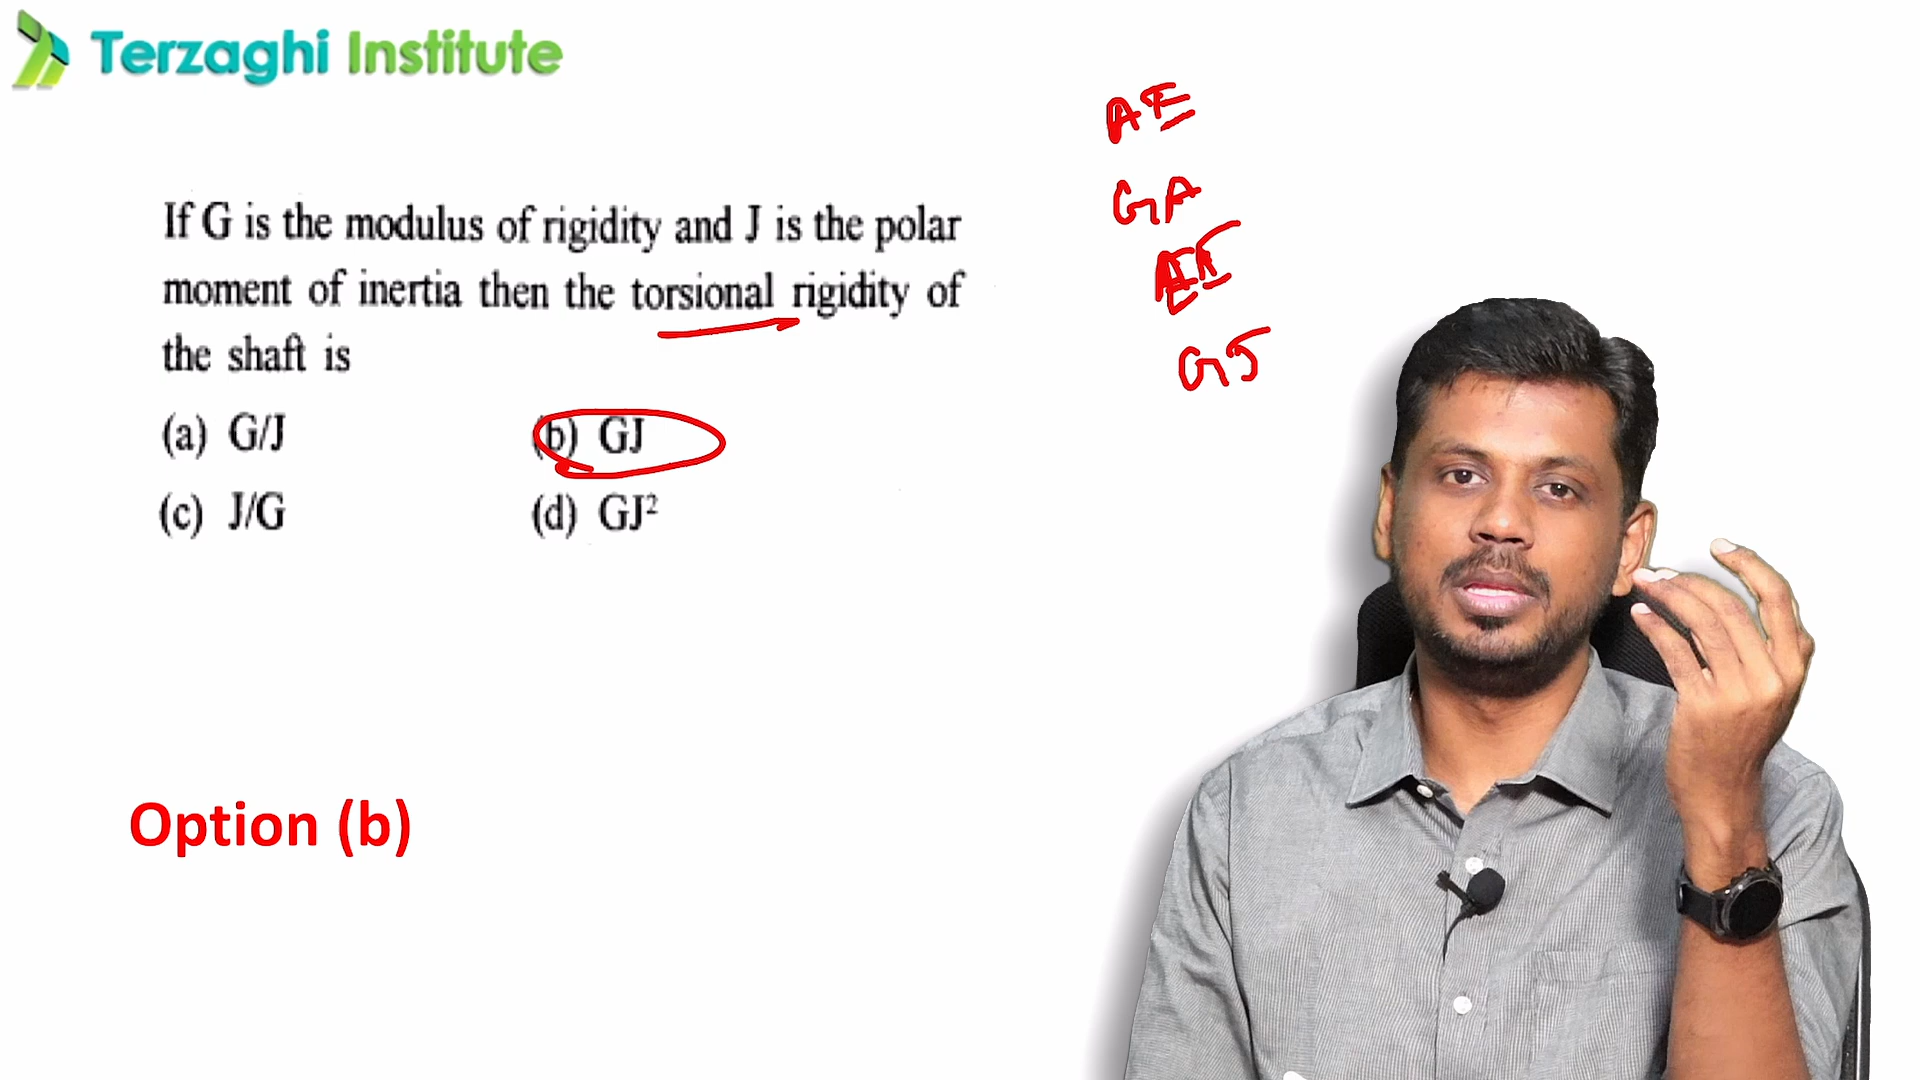 Terzaghi Institute
If G is the modulus of rigidity and J is the polar
moment of inertia then the torsional rigidity of
the shaft is
(a) G/J (b) GJ
(c) J/G (d) GJ²
Option (b)
AE
GA
GJ